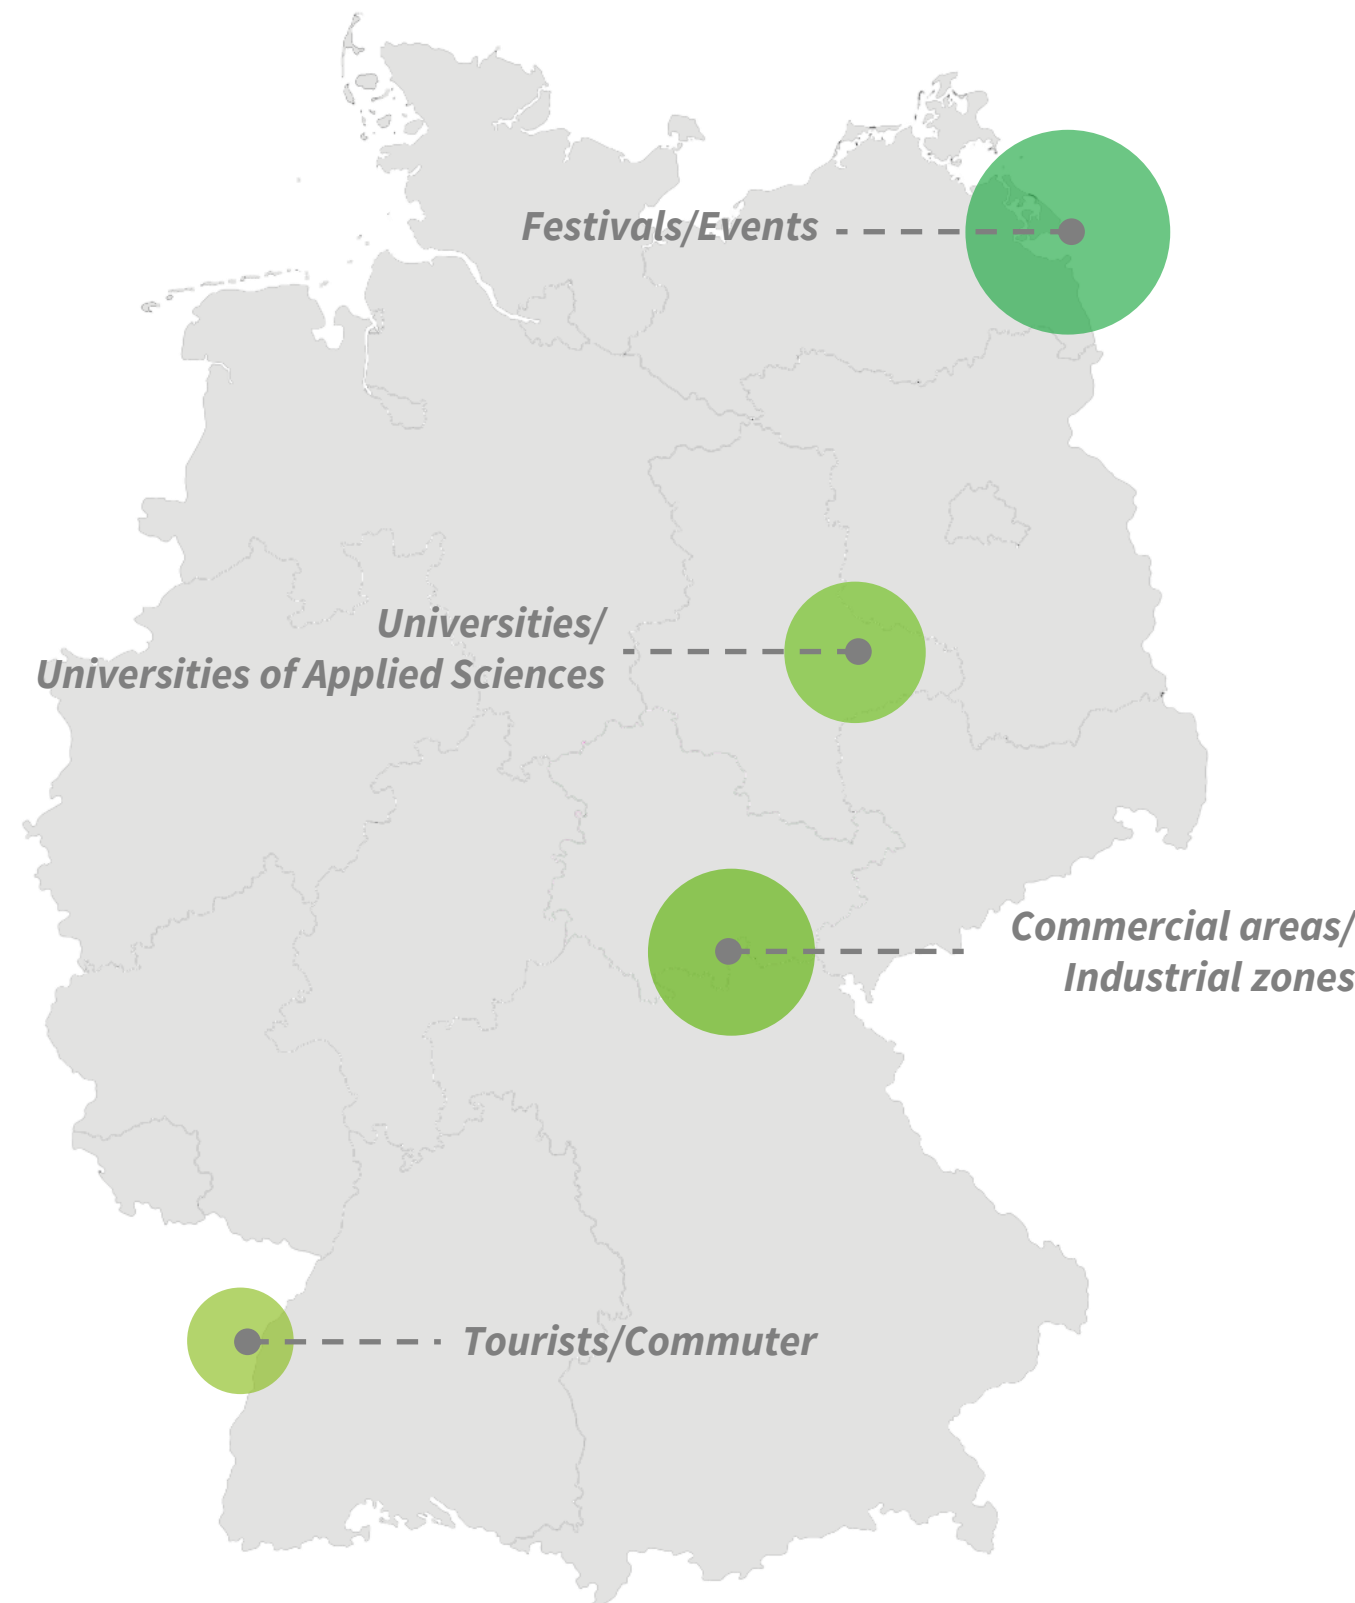 Festivals/Events
Universities/
Universities of Applied Sciences
Commercial areas/
Industrial zones
Tourists/Commuter